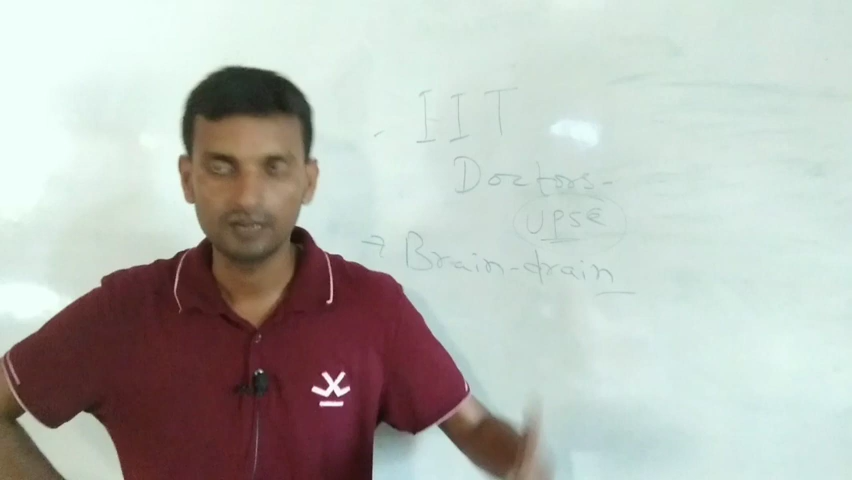 - IIT
Doctors-
UPSC
→ Brain-drain